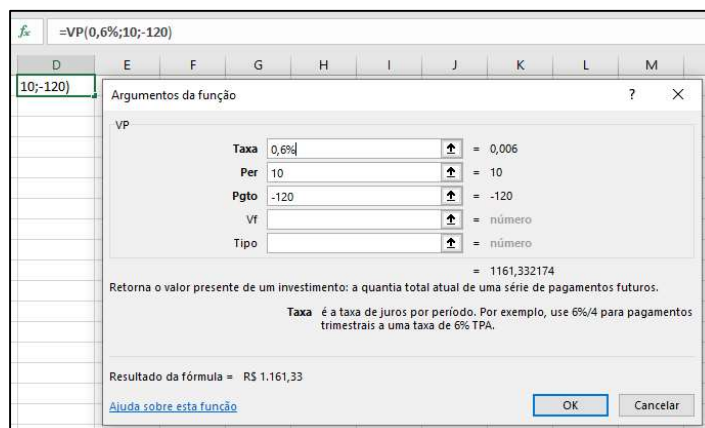 fx =VP(0,6%;10;-120)
D E F G H I J K L M
10;-120)
Argumentos da função ? X
VP
Taxa 0,6% = 0,006
Per 10 = 10
Pgto -120 = -120
Vf = número
Tipo = número
= 1161,332174
Retorna o valor presente de um investimento: a quantia total atual de uma série de pagamentos futuros.
Taxa é a taxa de juros por período. Por exemplo, use 6%/4 para pagamentos
trimestrais a uma taxa de 6% TPA.
Resultado da fórmula = R$ 1.161,33
Ajuda sobre esta função OK Cancelar